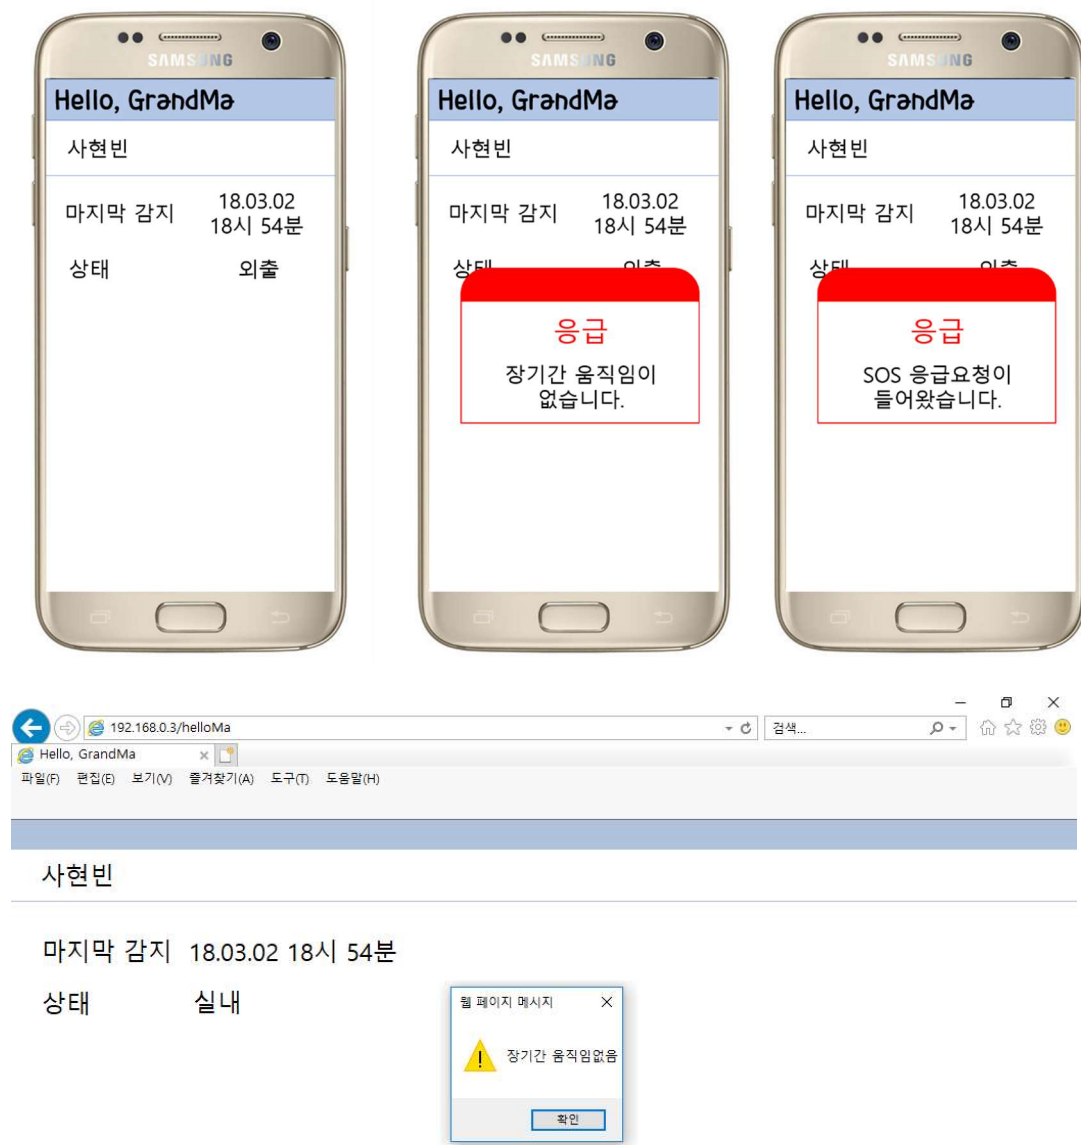 SAMSUNG
Hello, GrandMa
사현빈
마지막 감지
18.03.02
18시 54분
상태
외출
SAMSUNG
Hello, GrandMa
사현빈
마지막 감지
18.03.02
18시 54분
상태
외출
응급
장기간 움직임이
없습니다.
SAMSUNG
Hello, GrandMa
사현빈
마지막 감지
18.03.02
18시 54분
상태
외출
응급
SOS 응급요청이
들어왔습니다.
192.168.0.3/helloMa
검색...
Hello, GrandMa
파일(F) 편집(E) 보기(V) 즐겨찾기(A) 도구(T) 도움말(H)
사현빈
마지막 감지 18.03.02 18시 54분
상태 실내
웹 페이지 메시지
장기간 움직임없음
확인